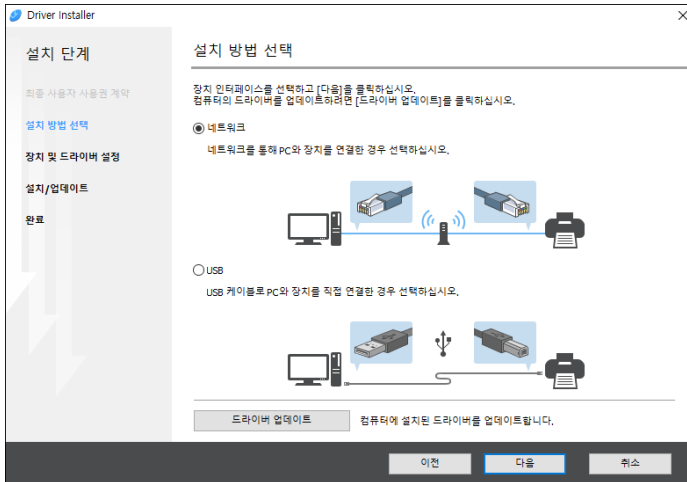 Driver Installer
설치 단계
최종 사용자 사용권 계약
설치 방법 선택
장치 및 드라이버 설정
설치/업데이트
완료
설치 방법 선택
장치 인터페이스를 선택하고 [다음]을 클릭하십시오.
컴퓨터의 드라이버를 업데이트하려면 [드라이버 업데이트]를 클릭하십시오.
네트워크
네트워크를 통해 PC와 장치를 연결한 경우 선택하십시오.
USB
USB 케이블로 PC와 장치를 직접 연결한 경우 선택하십시오.
드라이버 업데이트
컴퓨터에 설치된 드라이버를 업데이트합니다.
이전
다음
취소